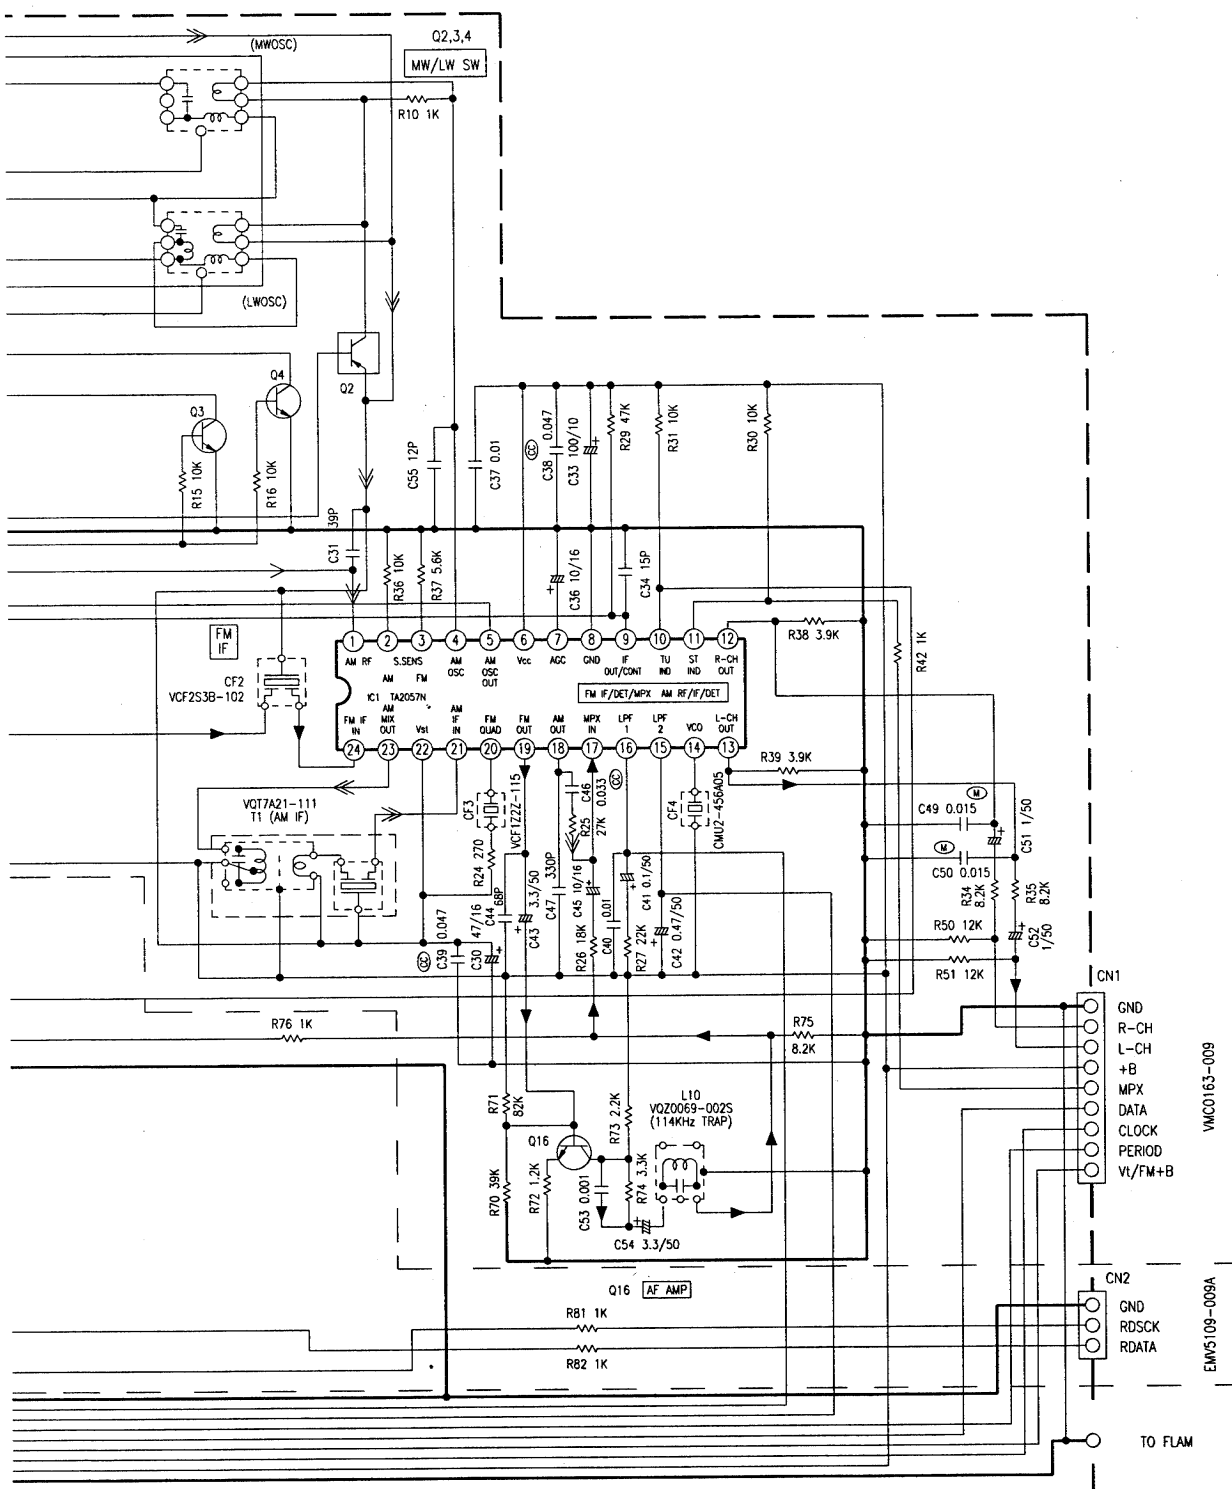 (MWOSC)
Q2,3,4
MW/LW SW
R10 1K
(LWOSC)
Q2
Q4
Q3
R15 10K
R16 10K
C31
39P
C55 12P
C37 0.01
CC
C38 0.047
C33 100/10
R29 47K
R31 10K
R30 10K
R36 10K
R37 5.6K
C36 10/16
C34 15P
R38 3.9K
R42 1K
FM
IF
CF2
VCF2S3B-102
1 2 3 4 5 6 7 8 9 10 11 12
AM RF
S.SENS
AM
FM
AM
OSC
AM
OSC
OUT
Vcc
AGC
GND
IF
OUT/CONT
TU
IND
ST
IND
R-CH
OUT
IC1 TA2057N
FM IF/DET/MPX AM RF/IF/DET
FM IF
IN
AM
MIX
OUT
Vst
AM
IF
IN
FM
QUAD
FM
OUT
AM
OUT
MPX
IN
LPF
1
LPF
2
VCO
L-CH
OUT
24 23 22 21 20 19 18 17 16 15 14 13
R39 3.9K
VQT7A21-111
T1 (AM IF)
CF3
VCF1Z2Z-115
R24 270
C46
0.033
R25
27K
CC
CF4
CMU2-456A05
M
C49 0.015
C51 1/50
M
C50 0.015
R34
8.2K
R35
8.2K
R50 12K
C52
1/50
R51 12K
CC
C39 0.047
C30 47/16
C44
68P
C43 3.3/50
C47 330P
C45 10/16
R26 18K
C40 0.01
C41 0.1/50
R27 22K
C42 0.47/50
R76 1K
R75
8.2K
R71
82K
Q16
R70 39K
R72 1.2K
C53 0.001
R73 2.2K
R74 3.3K
L10
VQZ0069-002S
(114KHz TRAP)
C54 3.3/50
Q16 AF AMP
CN1
GND
R-CH
L-CH
+B
MPX
DATA
CLOCK
PERIOD
Vt/FM+B
VMC0163-009
CN2
GND
RDSCK
RDATA
EMV5109-009A
R81 1K
R82 1K
TO FLAM